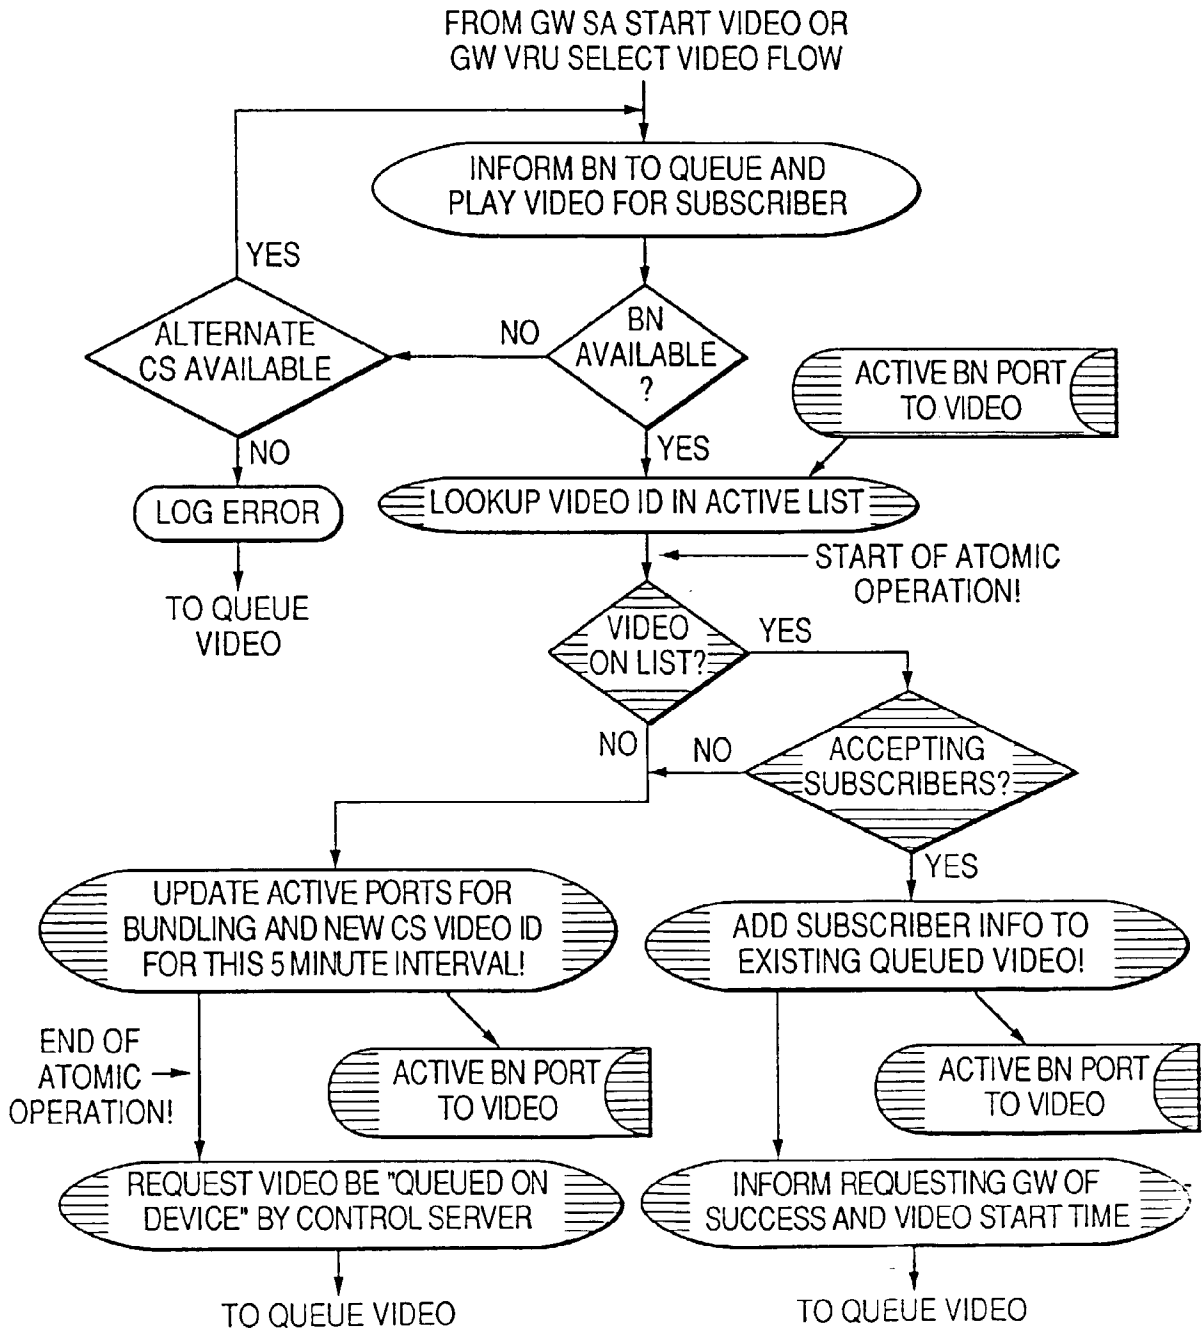 FROM GW SA START VIDEO OR
GW VRU SELECT VIDEO FLOW
INFORM BN TO QUEUE AND
PLAY VIDEO FOR SUBSCRIBER
YES
ALTERNATE
CS AVAILABLE
NO
BN
AVAILABLE
?
ACTIVE BN PORT
TO VIDEO
NO
YES
LOG ERROR
LOOKUP VIDEO ID IN ACTIVE LIST
TO QUEUE
VIDEO
START OF ATOMIC
OPERATION!
VIDEO
ON LIST?
YES
NO
NO
ACCEPTING
SUBSCRIBERS?
YES
UPDATE ACTIVE PORTS FOR
BUNDLING AND NEW CS VIDEO ID
FOR THIS 5 MINUTE INTERVAL!
ADD SUBSCRIBER INFO TO
EXISTING QUEUED VIDEO!
END OF
ATOMIC
OPERATION!
ACTIVE BN PORT
TO VIDEO
ACTIVE BN PORT
TO VIDEO
REQUEST VIDEO BE "QUEUED ON
DEVICE" BY CONTROL SERVER
INFORM REQUESTING GW OF
SUCCESS AND VIDEO START TIME
TO QUEUE VIDEO
TO QUEUE VIDEO